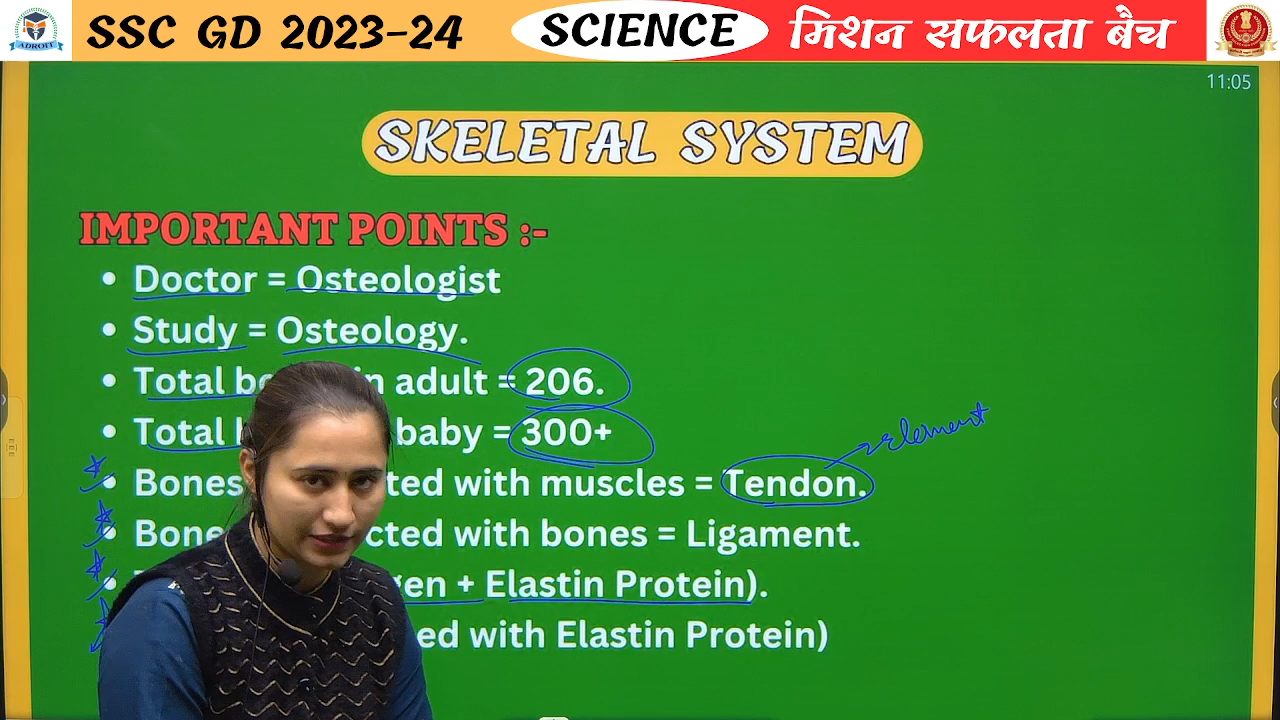 ADROIT
SSC GD 2023-24
SCIENCE
मिशन सफलता बैच
11:05
SKELETAL SYSTEM
IMPORTANT POINTS :-
• Doctor = Osteologist
• Study = Osteology.
• Total in adult = 206.
• Total baby = 300+
element
• Bones ted with muscles = Tendon.
• Bone cted with bones = Ligament.
• gen + Elastin Protein).
ed with Elastin Protein)